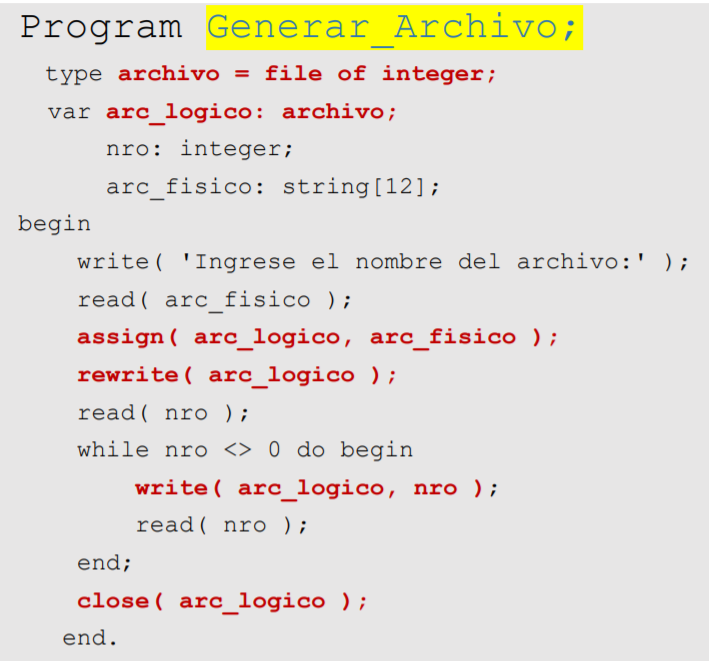 Program Generar_Archivo;
type archivo = file of integer;
var arc_logico: archivo;
nro: integer;
arc_fisico: string[12];
begin
write( 'Ingrese el nombre del archivo:' );
read( arc_fisico );
assign( arc_logico, arc_fisico );
rewrite( arc_logico );
read( nro );
while nro <> 0 do begin
write( arc_logico, nro );
read( nro );
end;
close( arc_logico );
end.